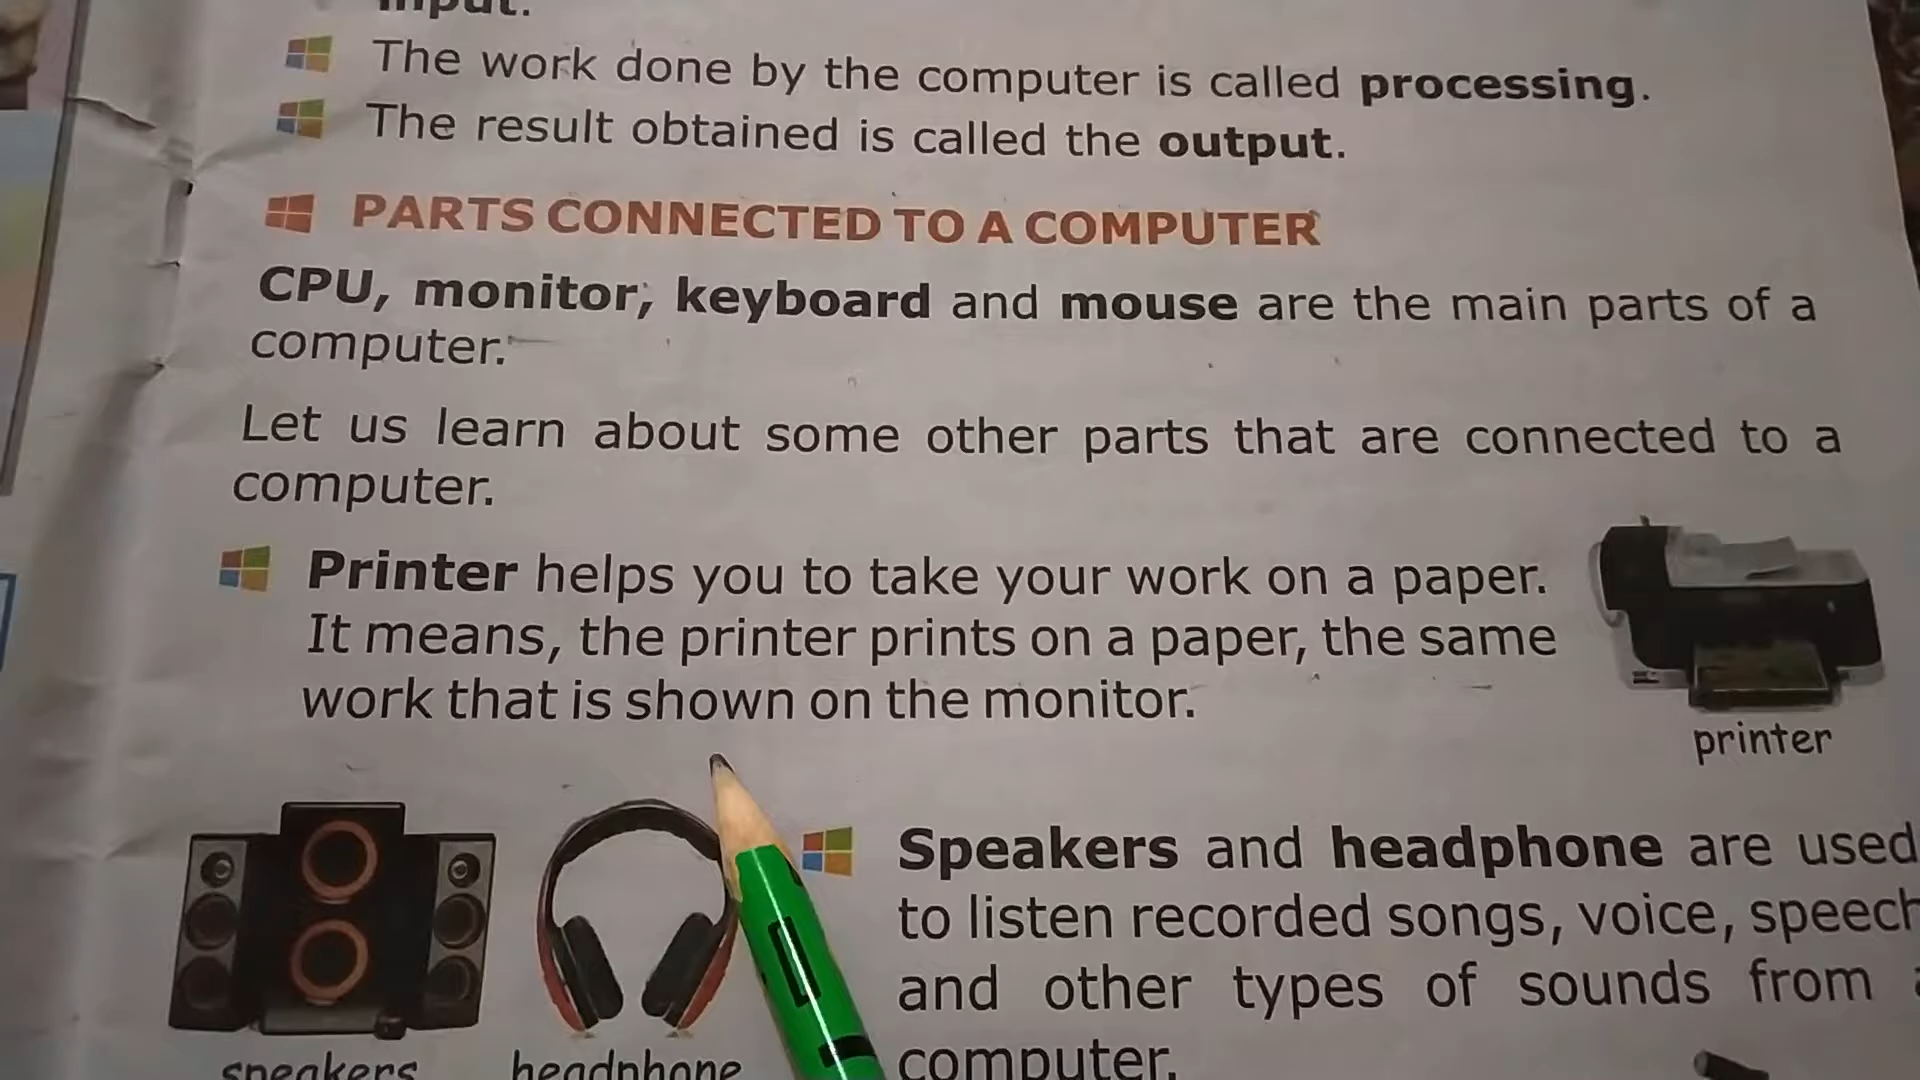 input.
The work done by the computer is called processing.
The result obtained is called the output.
PARTS CONNECTED TO A COMPUTER
CPU, monitor, keyboard and mouse are the main parts of a
computer.
Let us learn about some other parts that are connected to a
computer.
Printer helps you to take your work on a paper.
It means, the printer prints on a paper, the same
work that is shown on the monitor.
printer
Speakers and headphone are used
to listen recorded songs, voice, speech
and other types of sounds from a
computer.
speakers
headphone